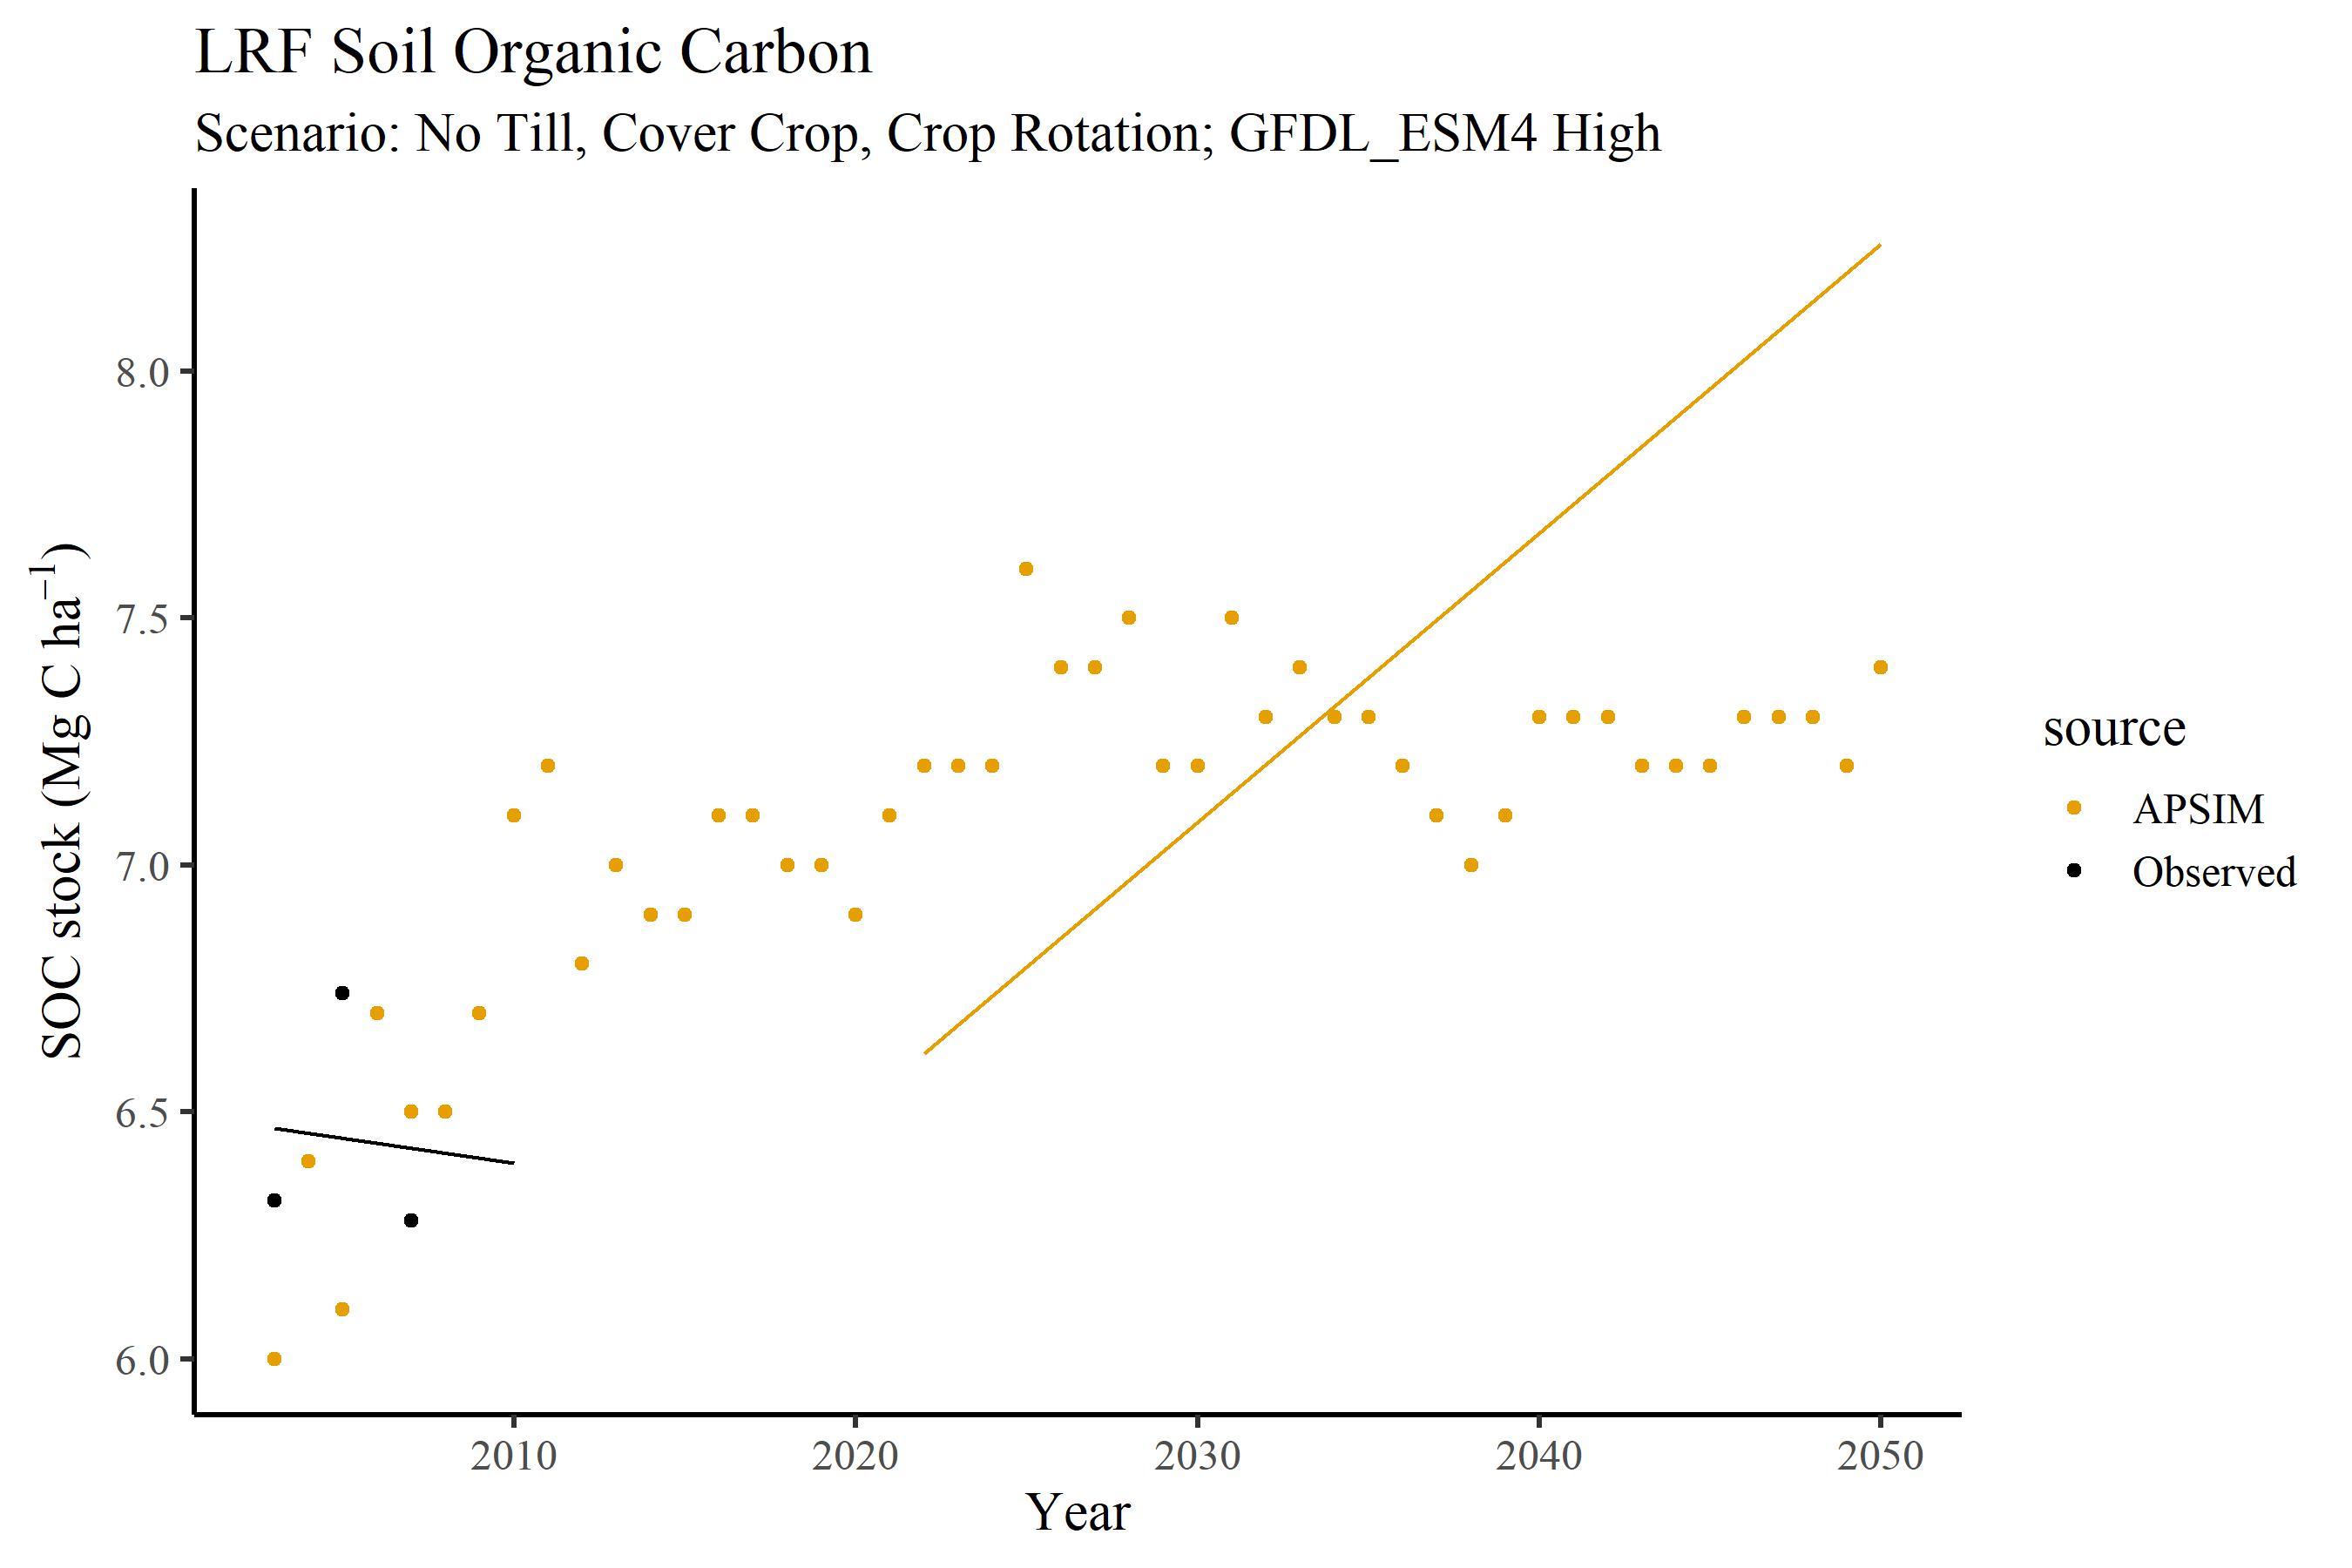 LRF Soil Organic Carbon
Scenario: No Till, Cover Crop, Crop Rotation; GFDL_ESM4 High
SOC stock (Mg C ha⁻¹)
8.0
7.5
7.0
6.5
6.0
2010 2020 2030 2040 2050
Year
source
APSIM
Observed